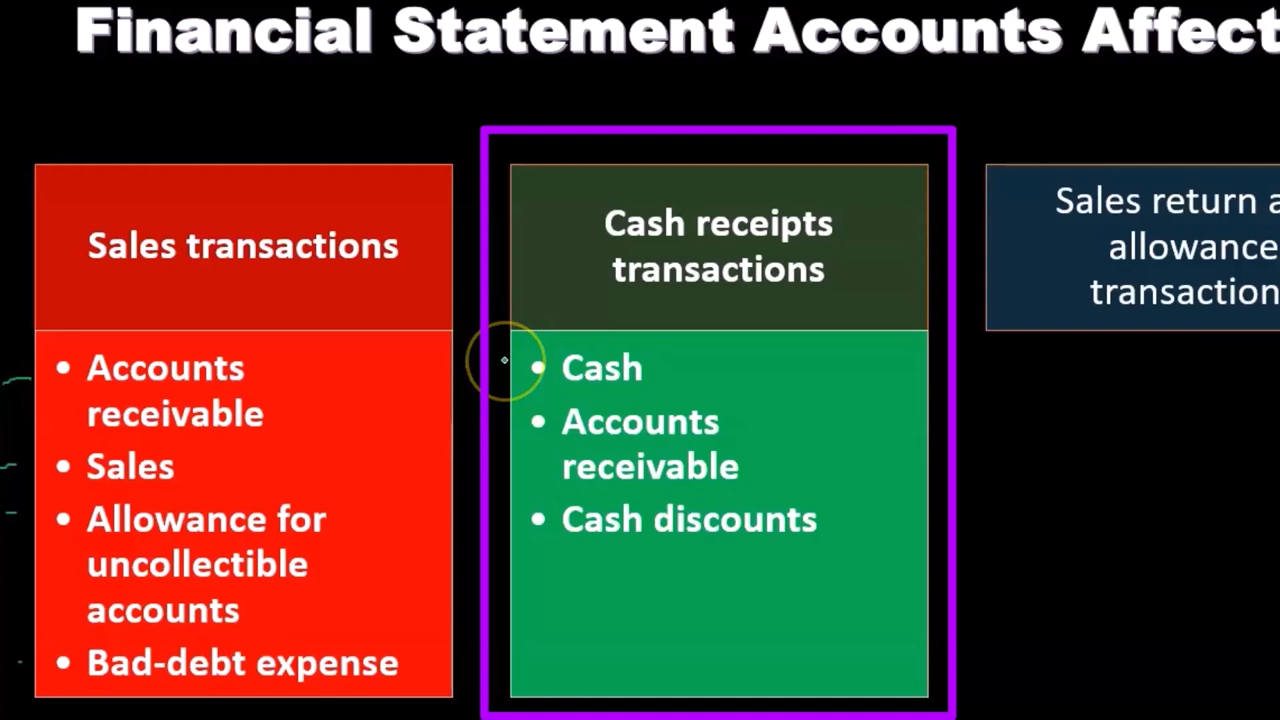 Financial Statement Accounts Affect
Sales transactions
• Accounts
receivable
• Sales
• Allowance for
uncollectible
accounts
• Bad-debt expense
Cash receipts
transactions
• Cash
• Accounts
receivable
• Cash discounts
Sales return a
allowance
transaction